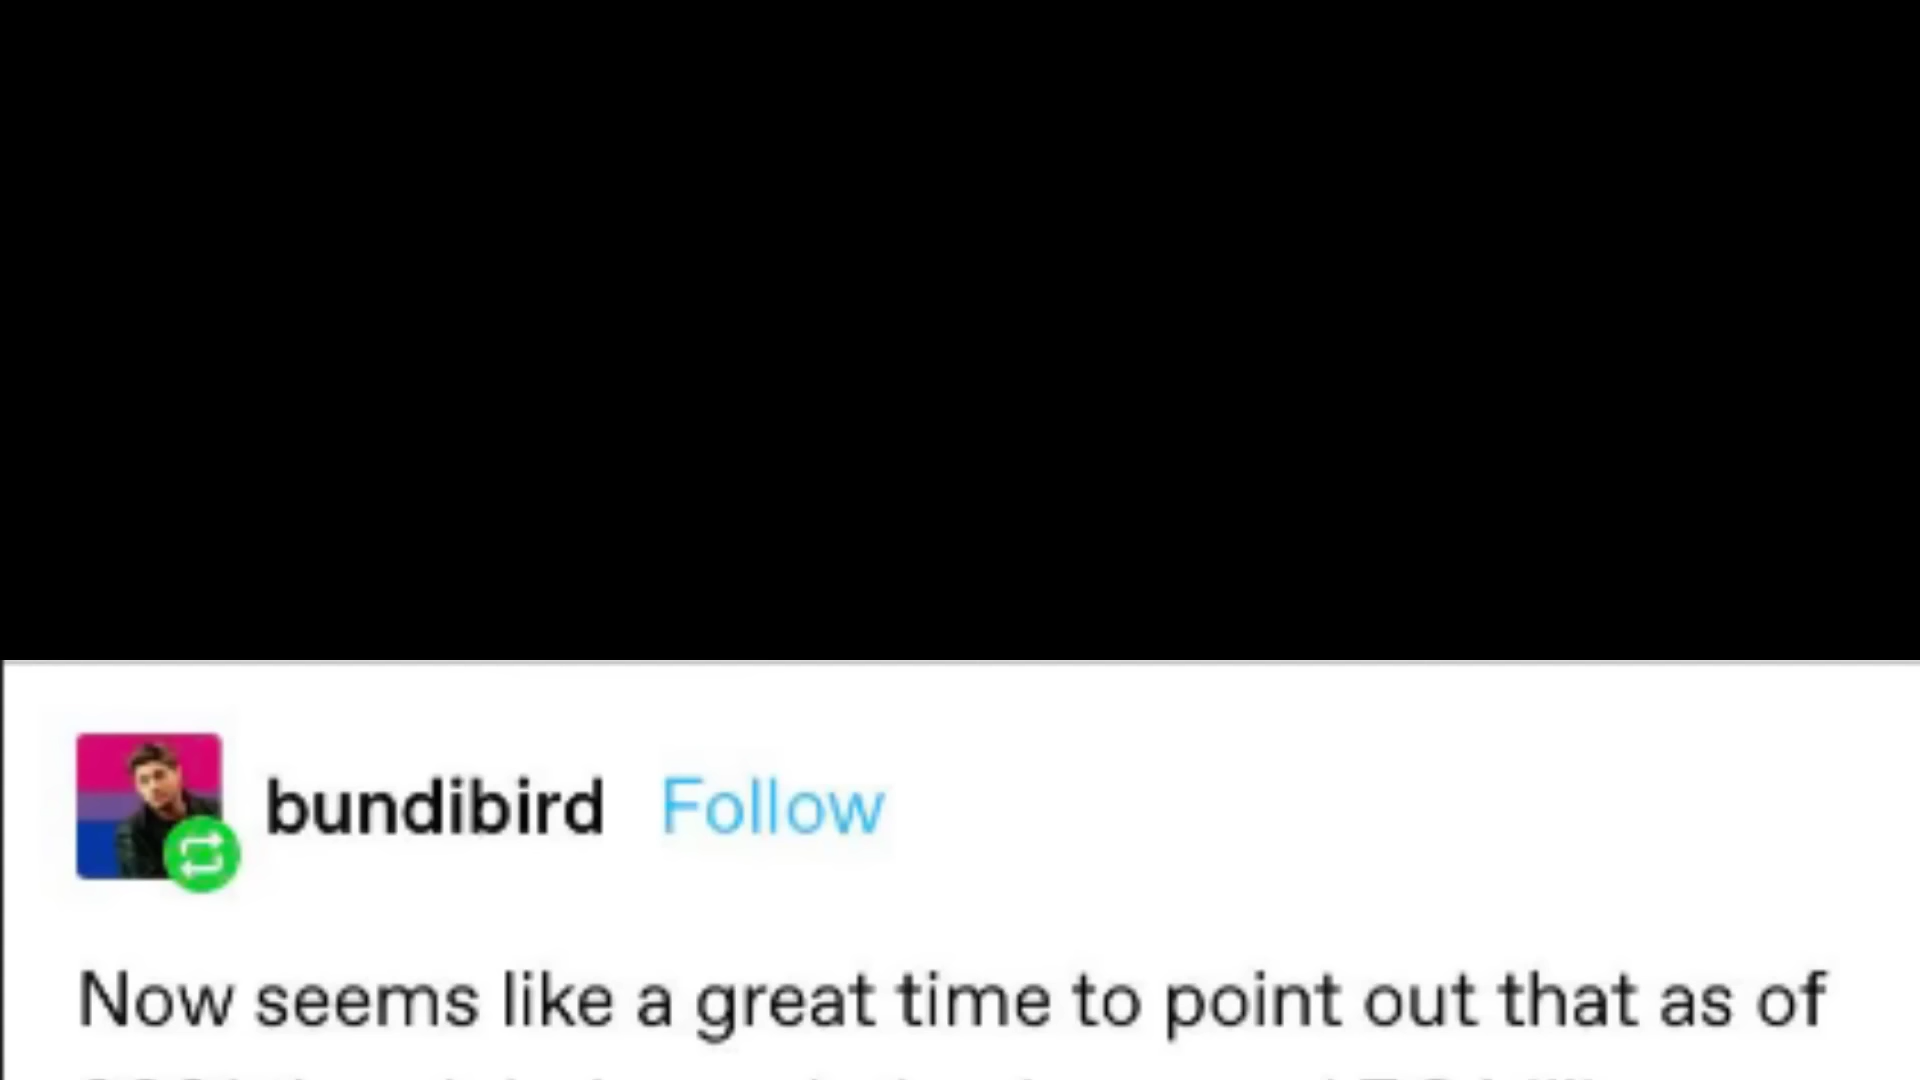 bundibird Follow
Now seems like a great time to point out that as of